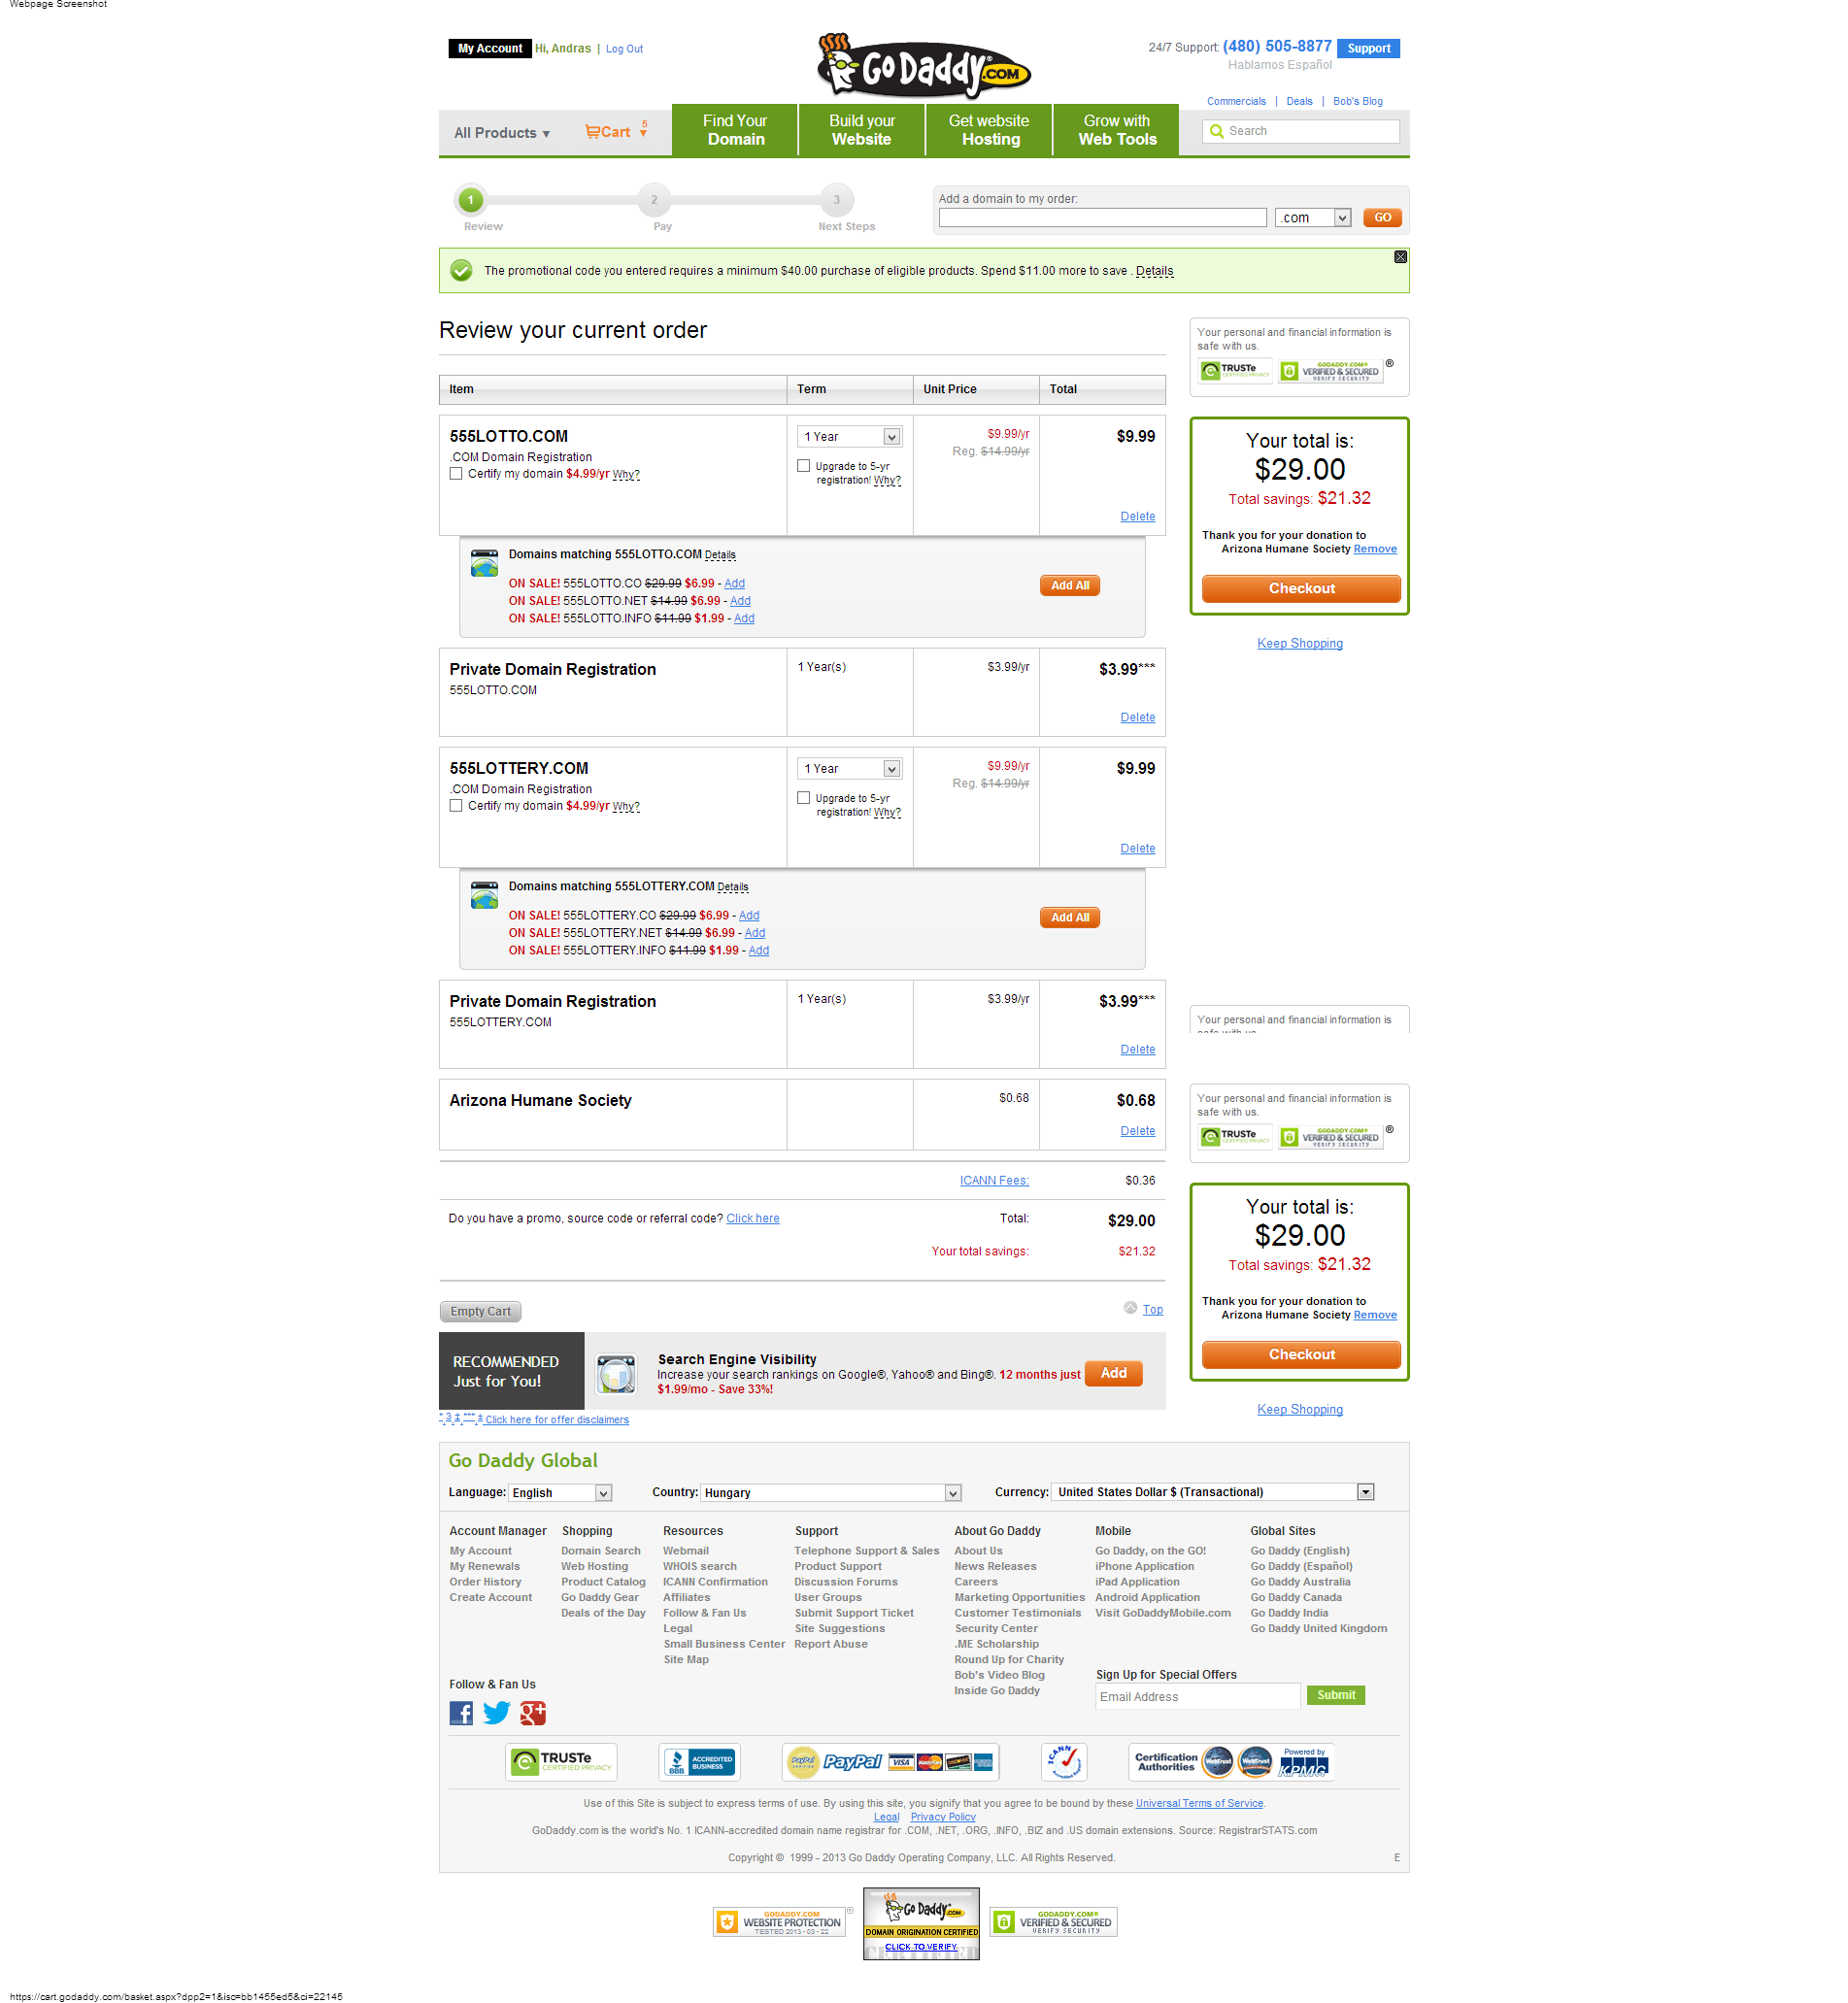 Webpage Screenshot
My Account Hi, Andras | Log Out
GoDaddy.COM
24/7 Support: (480) 505-8877 Support
Hablamos Español
Commercials | Deals | Bob's Blog
All Products ▼ Cart 5 ▼
Find Your Domain
Build your Website
Get website Hosting
Grow with Web Tools
Search
1 2 3
Review Pay Next Steps
Add a domain to my order:
.com GO
The promotional code you entered requires a minimum $40.00 purchase of eligible products. Spend $11.00 more to save . Details
Review your current order
Your personal and financial information is
safe with us.
TRUSTe CERTIFIED PRIVACY
GODADDY.COM® VERIFIED & SECURED VERIFY SECURITY ®
Item Term Unit Price Total
555LOTTO.COM 1 Year $9.99/yr $9.99
.COM Domain Registration Reg. $14.99/yr
Certify my domain $4.99/yr Why? Upgrade to 5-yr
registration! Why?
Delete
Your total is:
$29.00
Total savings: $21.32
Thank you for your donation to
Arizona Humane Society Remove
Checkout
Keep Shopping
Domains matching 555LOTTO.COM Details
ON SALE! 555LOTTO.CO $29.99 $6.99 - Add
ON SALE! 555LOTTO.NET $14.99 $6.99 - Add
ON SALE! 555LOTTO.INFO $11.99 $1.99 - Add
Add All
Private Domain Registration 1 Year(s) $3.99/yr $3.99***
555LOTTO.COM
Delete
555LOTTERY.COM 1 Year $9.99/yr $9.99
.COM Domain Registration Reg. $14.99/yr
Certify my domain $4.99/yr Why? Upgrade to 5-yr
registration! Why?
Delete
Domains matching 555LOTTERY.COM Details
ON SALE! 555LOTTERY.CO $29.99 $6.99 - Add
ON SALE! 555LOTTERY.NET $14.99 $6.99 - Add
ON SALE! 555LOTTERY.INFO $11.99 $1.99 - Add
Add All
Private Domain Registration 1 Year(s) $3.99/yr $3.99***
555LOTTERY.COM
Delete
Your personal and financial information is
safe with us.
Arizona Humane Society $0.68 $0.68
Delete
Your personal and financial information is
safe with us.
TRUSTe CERTIFIED PRIVACY
GODADDY.COM® VERIFIED & SECURED VERIFY SECURITY ®
ICANN Fees: $0.36
Do you have a promo, source code or referral code? Click here Total: $29.00
Your total savings: $21.32
Your total is:
$29.00
Total savings: $21.32
Thank you for your donation to
Arizona Humane Society Remove
Checkout
Keep Shopping
Empty Cart Top
RECOMMENDED
Just for You!
Search Engine Visibility
Increase your search rankings on Google®, Yahoo® and Bing®. 12 months just
$1.99/mo - Save 33%!
Add
Click here for offer disclaimers
Go Daddy Global
Language: English Country: Hungary Currency: United States Dollar $ (Transactional)
Account Manager
My Account
My Renewals
Order History
Create Account
Shopping
Domain Search
Web Hosting
Product Catalog
Go Daddy Gear
Deals of the Day
Resources
Webmail
WHOIS search
ICANN Confirmation
Affiliates
Follow & Fan Us
Legal
Small Business Center
Site Map
Support
Telephone Support & Sales
Product Support
Discussion Forums
User Groups
Submit Support Ticket
Site Suggestions
Report Abuse
About Go Daddy
About Us
News Releases
Careers
Marketing Opportunities
Customer Testimonials
Security Center
.ME Scholarship
Round Up for Charity
Bob's Video Blog
Inside Go Daddy
Mobile
Go Daddy, on the GO!
iPhone Application
iPad Application
Android Application
Visit GoDaddyMobile.com
Global Sites
Go Daddy (English)
Go Daddy (Español)
Go Daddy Australia
Go Daddy Canada
Go Daddy India
Go Daddy United Kingdom
Follow & Fan Us
Sign Up for Special Offers
Email Address Submit
TRUSTe CERTIFIED PRIVACY
BBB. ACCREDITED BUSINESS
PayPal VISA MasterCard
ICANN
Certification Authorities WebTrust WebTrust Powered by KPMG
Use of this Site is subject to express terms of use. By using this site, you signify that you agree to be bound by these Universal Terms of Service.
Legal Privacy Policy
GoDaddy.com is the world's No. 1 ICANN-accredited domain name registrar for .COM, .NET, .ORG, .INFO, .BIZ and .US domain extensions. Source: RegistrarSTATS.com
Copyright © 1999 - 2013 Go Daddy Operating Company, LLC. All Rights Reserved. E
GODADDY.COM WEBSITE PROTECTION TESTED 2013 - 03 - 22 ®
Go Daddy.COM DOMAIN ORIGINATION CERTIFIED CLICK TO VERIFY
GODADDY.COM® VERIFIED & SECURED VERIFY SECURITY
https://cart.godaddy.com/basket.aspx?dpp2=1&isc=bb1455ed5&ci=22145